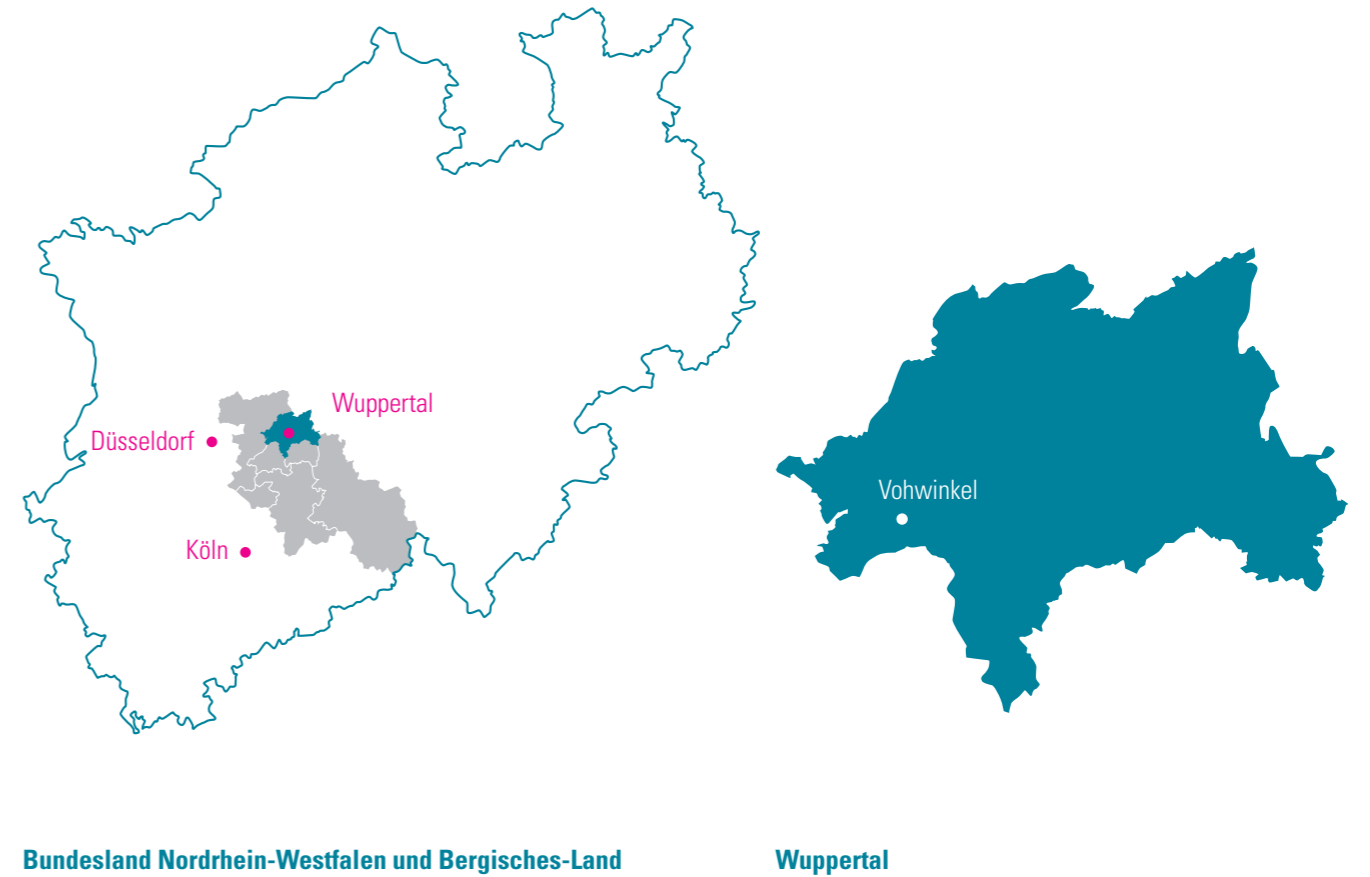 Wuppertal
Düsseldorf
Köln
Vohwinkel
Bundesland Nordrhein-Westfalen und Bergisches-Land
Wuppertal